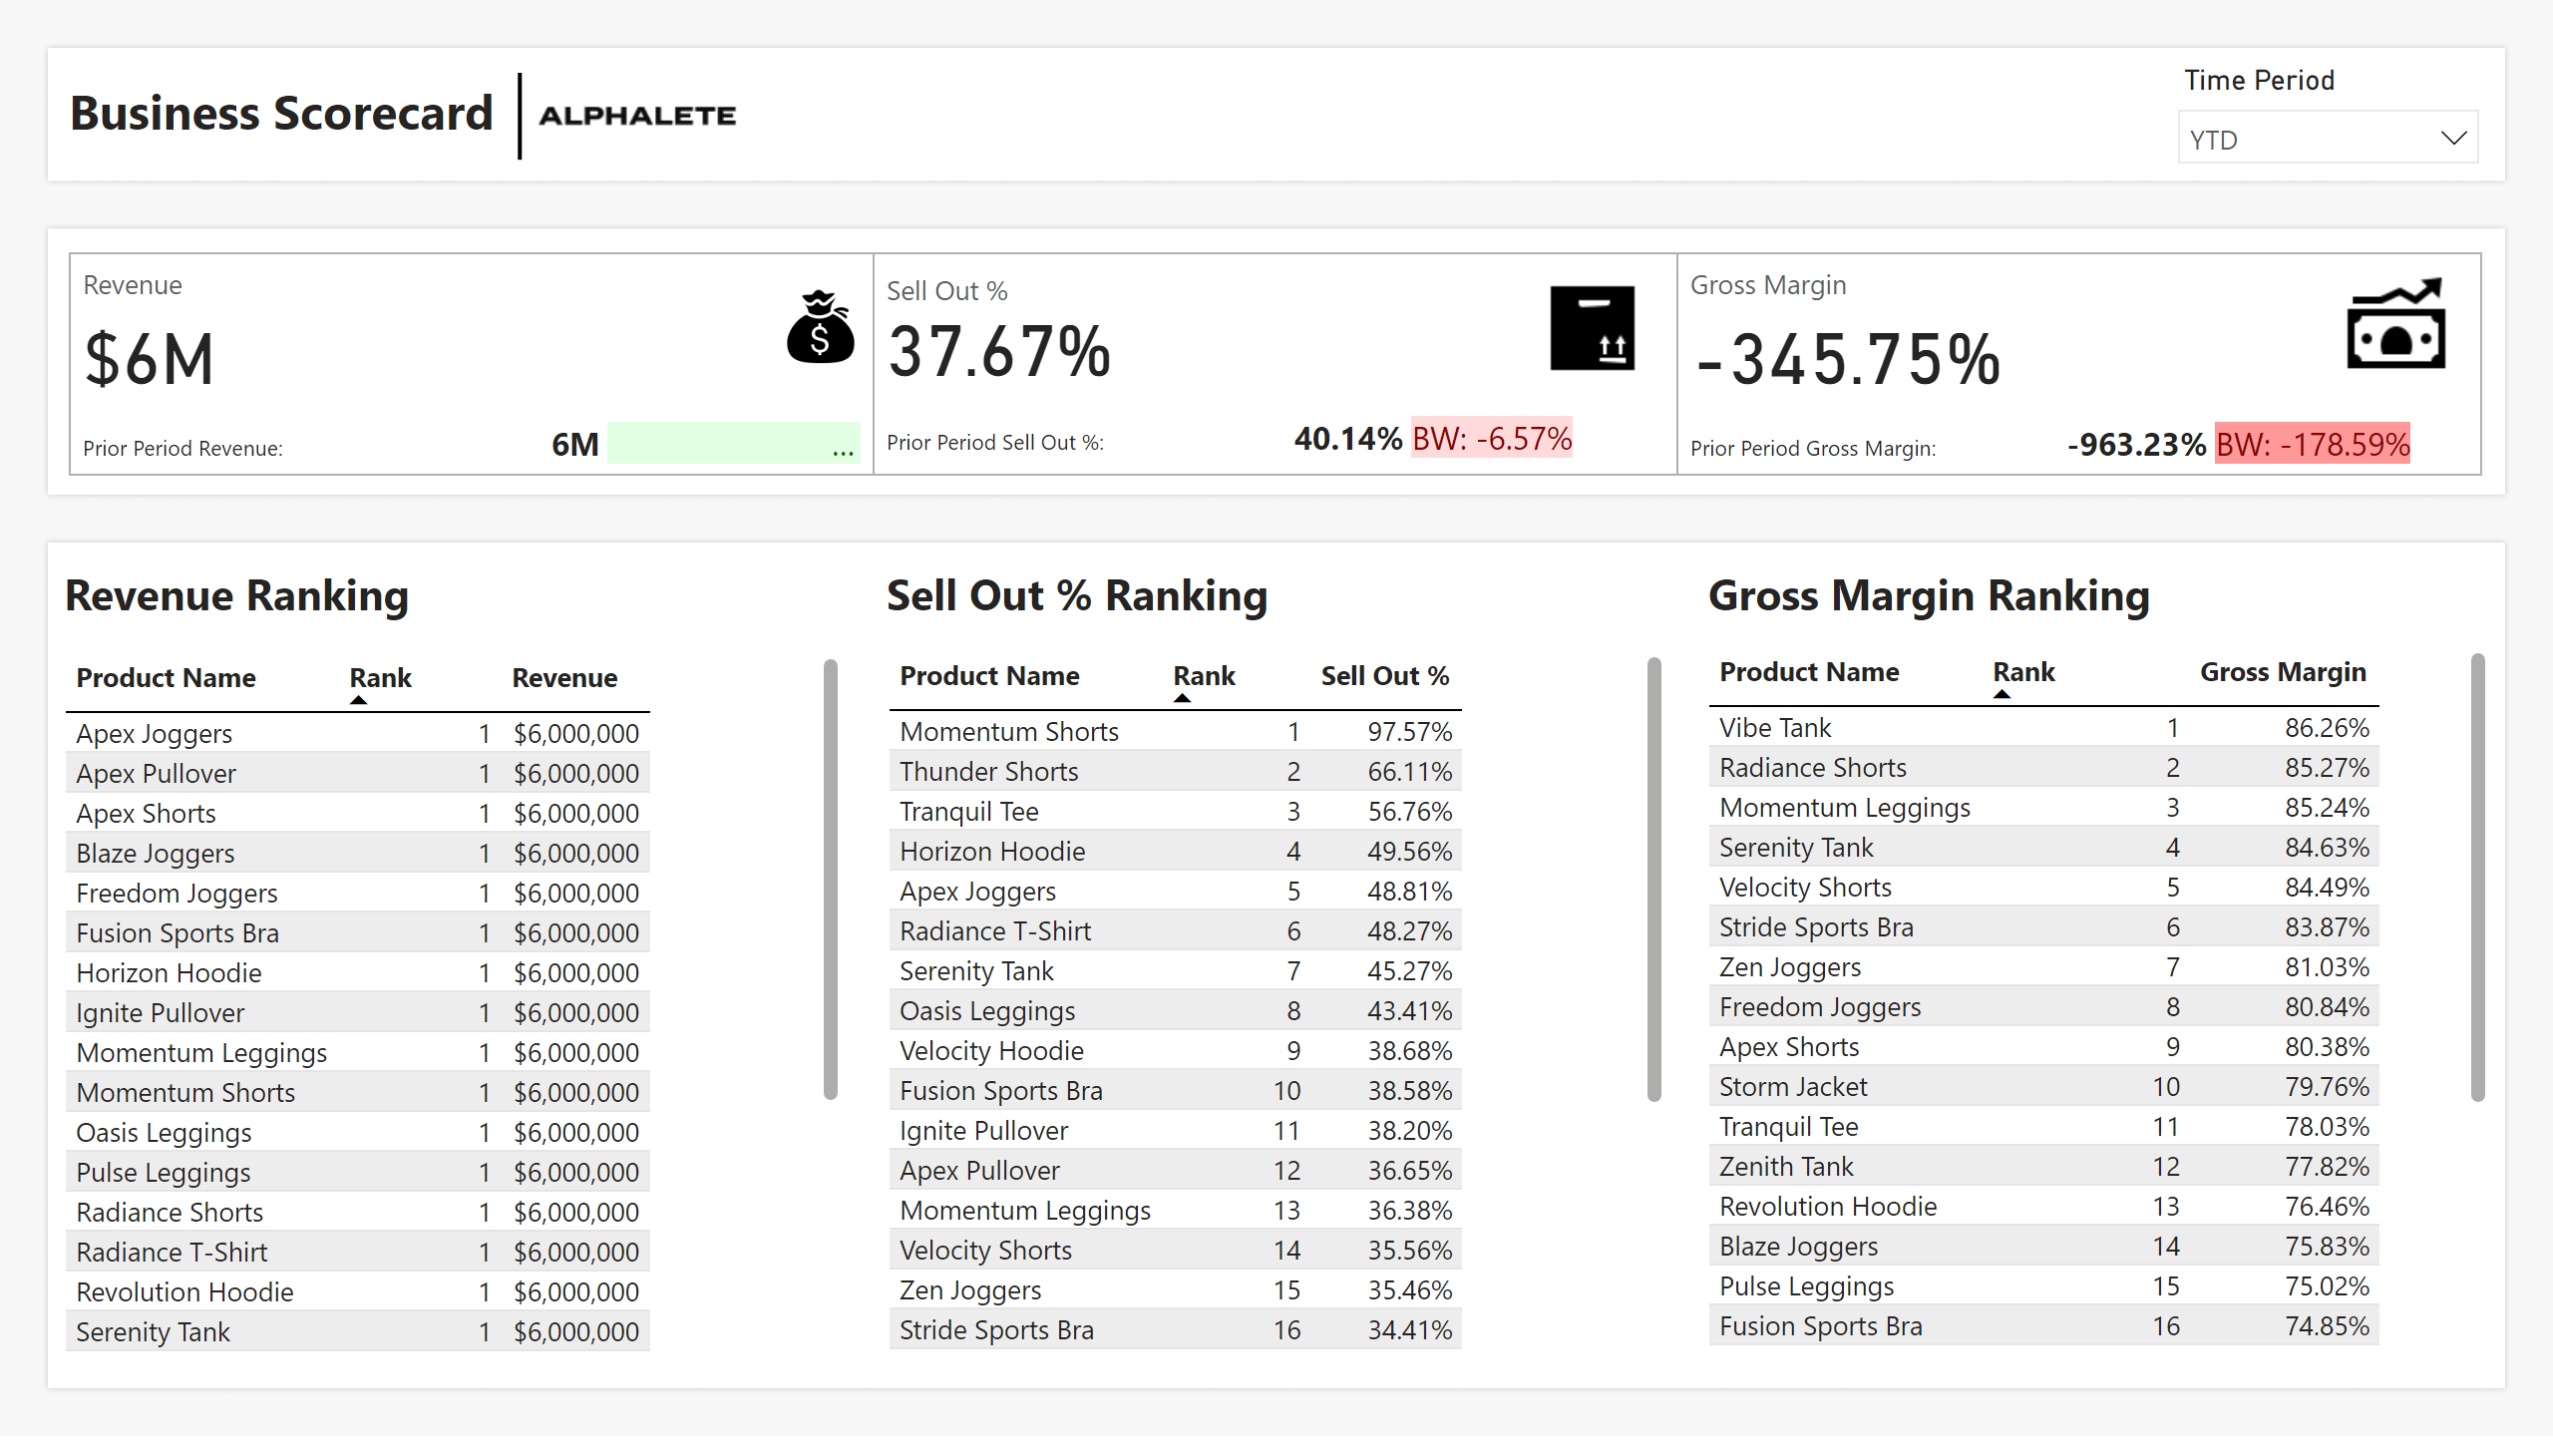 Business Scorecard
ALPHALETE
Time Period
YTD
Revenue
$
$6M
Prior Period Revenue: 6M ...
Sell Out %
37.67%
Prior Period Sell Out %: 40.14% BW: -6.57%
Gross Margin
-345.75%
Prior Period Gross Margin: -963.23% BW: -178.59%
Revenue Ranking
Product Name Rank Revenue
Apex Joggers 1 $6,000,000
Apex Pullover 1 $6,000,000
Apex Shorts 1 $6,000,000
Blaze Joggers 1 $6,000,000
Freedom Joggers 1 $6,000,000
Fusion Sports Bra 1 $6,000,000
Horizon Hoodie 1 $6,000,000
Ignite Pullover 1 $6,000,000
Momentum Leggings 1 $6,000,000
Momentum Shorts 1 $6,000,000
Oasis Leggings 1 $6,000,000
Pulse Leggings 1 $6,000,000
Radiance Shorts 1 $6,000,000
Radiance T-Shirt 1 $6,000,000
Revolution Hoodie 1 $6,000,000
Serenity Tank 1 $6,000,000
Sell Out % Ranking
Product Name Rank Sell Out %
Momentum Shorts 1 97.57%
Thunder Shorts 2 66.11%
Tranquil Tee 3 56.76%
Horizon Hoodie 4 49.56%
Apex Joggers 5 48.81%
Radiance T-Shirt 6 48.27%
Serenity Tank 7 45.27%
Oasis Leggings 8 43.41%
Velocity Hoodie 9 38.68%
Fusion Sports Bra 10 38.58%
Ignite Pullover 11 38.20%
Apex Pullover 12 36.65%
Momentum Leggings 13 36.38%
Velocity Shorts 14 35.56%
Zen Joggers 15 35.46%
Stride Sports Bra 16 34.41%
Gross Margin Ranking
Product Name Rank Gross Margin
Vibe Tank 1 86.26%
Radiance Shorts 2 85.27%
Momentum Leggings 3 85.24%
Serenity Tank 4 84.63%
Velocity Shorts 5 84.49%
Stride Sports Bra 6 83.87%
Zen Joggers 7 81.03%
Freedom Joggers 8 80.84%
Apex Shorts 9 80.38%
Storm Jacket 10 79.76%
Tranquil Tee 11 78.03%
Zenith Tank 12 77.82%
Revolution Hoodie 13 76.46%
Blaze Joggers 14 75.83%
Pulse Leggings 15 75.02%
Fusion Sports Bra 16 74.85%